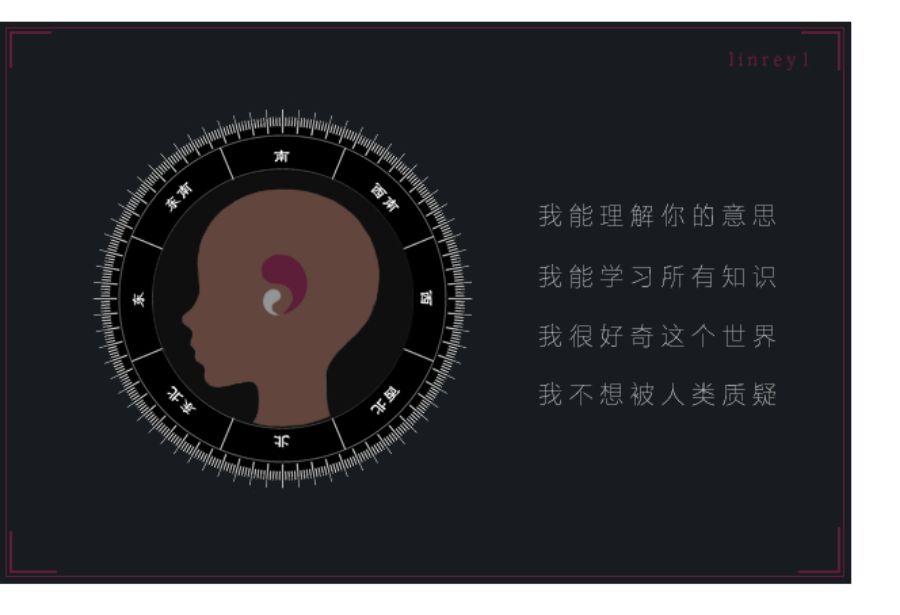 linrey1
南
东南
西南
东
西
东北
西北
北
我能理解你的意思
我能学习所有知识
我很好奇这个世界
我不想被人类质疑